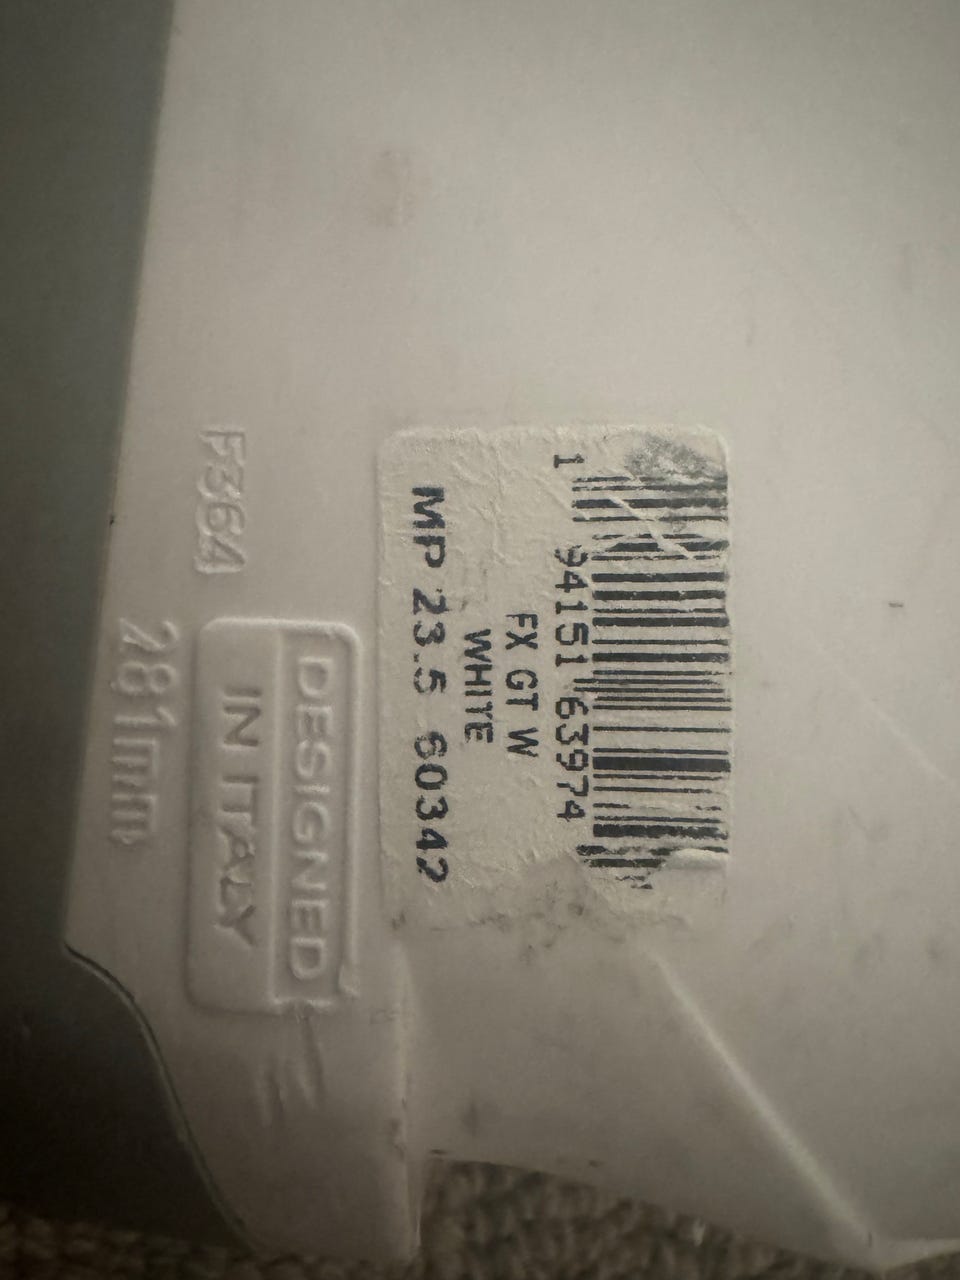 1 94151 63974
FX GT W
WHITE
MP 23.5 60342
DESIGNED
IN ITALY
F364
281mm